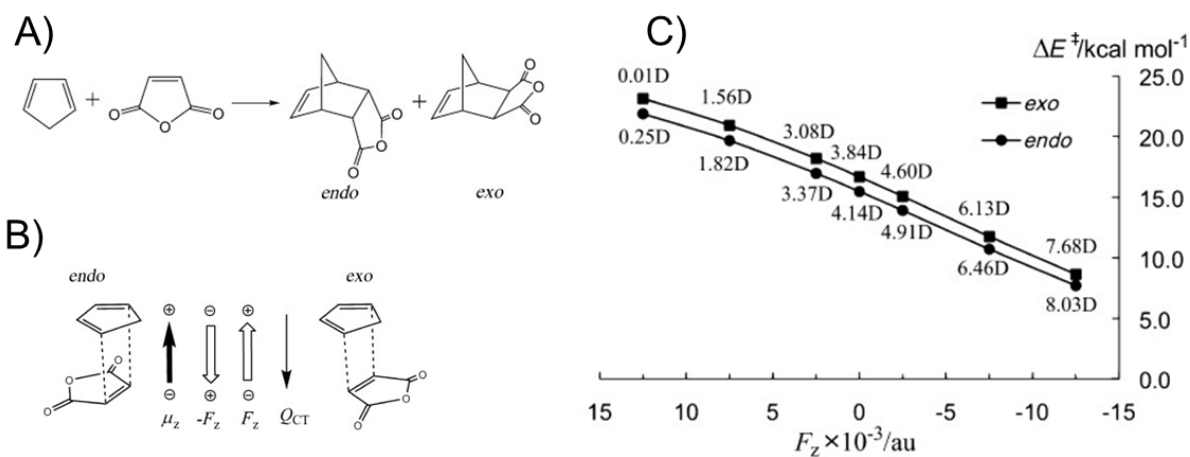 A)
+
O
O
O
+
O
O
O
O
O
O
endo
exo
B)
endo
exo
⊕ ⊖ ⊕
O
O
O
O
O
O
⊖ ⊕ ⊖
μz -Fz Fz QCT
C)
ΔE‡/kcal mol-1
25.0
20.0
15.0
10.0
5.0
0.0
exo
endo
0.01D
1.56D
3.08D
3.84D
4.60D
6.13D
7.68D
0.25D
1.82D
3.37D
4.14D
4.91D
6.46D
8.03D
15 10 5 0 -5 -10 -15
Fz×10-3/au